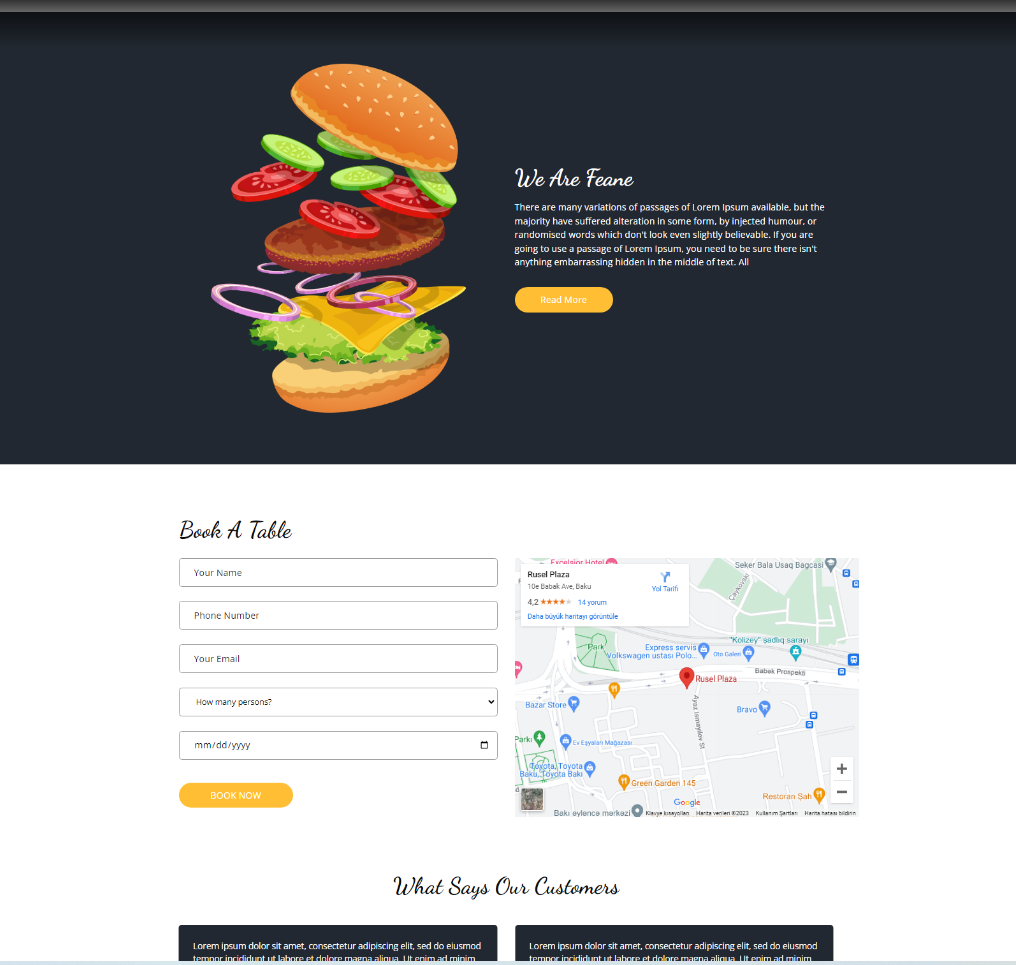 We Are Feane
There are many variations of passages of Lorem Ipsum available, but the
majority have suffered alteration in some form, by injected humour, or
randomised words which don't look even slightly believable. If you are
going to use a passage of Lorem Ipsum, you need to be sure there isn't
anything embarrassing hidden in the middle of text. All
Read More
Book A Table
Your Name
Phone Number
Your Email
How many persons?
mm/dd/yyyy
BOOK NOW
Excelsior Hotel
Seker Bala Usaq Bagcasi
Rusel Plaza
10e Babak Ave, Baku
Yol Tarifi
4,2
14 yorum
Daha büyük haritayı görüntüle
Çaykovski
"Kolizey" şadlıq sarayı
Park
Express servis
Volkswagen ustası Polo...
Oto Galeri
Babek Prospekti
Rusel Plaza
Bazar Store
Ayaz Ismayılov St
Bravo
Parkı
Ev Eşyaları Mağazası
Toyota, Toyota
Baku, Toyota Bakı
Green Garden 145
Restoran Şah
Google
Bakı əyləncə mərkəzi
Klavye kısayolları
Harita verileri ©2023
Kullanım Şartları
Harita hatası bildirin
What Says Our Customers
Lorem ipsum dolor sit amet, consectetur adipiscing elit, sed do eiusmod
tempor incididunt ut labore et dolore magna aliqua. Ut enim ad minim
Lorem ipsum dolor sit amet, consectetur adipiscing elit, sed do eiusmod
tempor incididunt ut labore et dolore magna aliqua. Ut enim ad minim